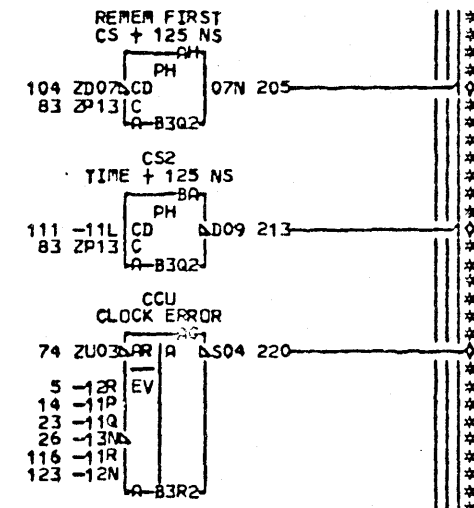 REMEM FIRST
CS + 125 NS
AH
PH
104 ZD07 CD 07N 205
83 ZP13 C
A B3Q2
CS2
TIME + 125 NS
BA
PH
111 -11L CD D09 213
83 ZP13 C
A B3Q2
CCU
CLOCK ERROR
AG
74 ZU03 AR A S04 220
5 -12R EV
14 -11P
23 -11Q
26 -13N
116 -11R
123 -12N
A B3R2